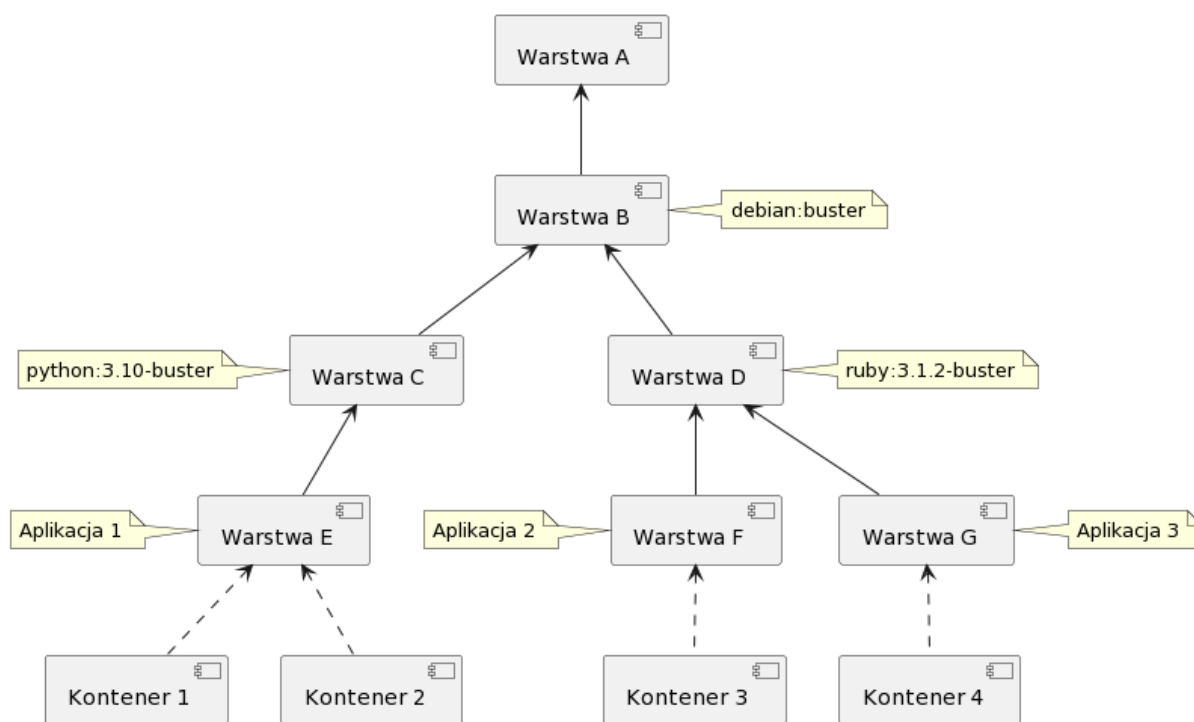 Warstwa A
Warstwa B
debian:buster
python:3.10-buster
Warstwa C
Warstwa D
ruby:3.1.2-buster
Aplikacja 1
Warstwa E
Aplikacja 2
Warstwa F
Warstwa G
Aplikacja 3
Kontener 1
Kontener 2
Kontener 3
Kontener 4